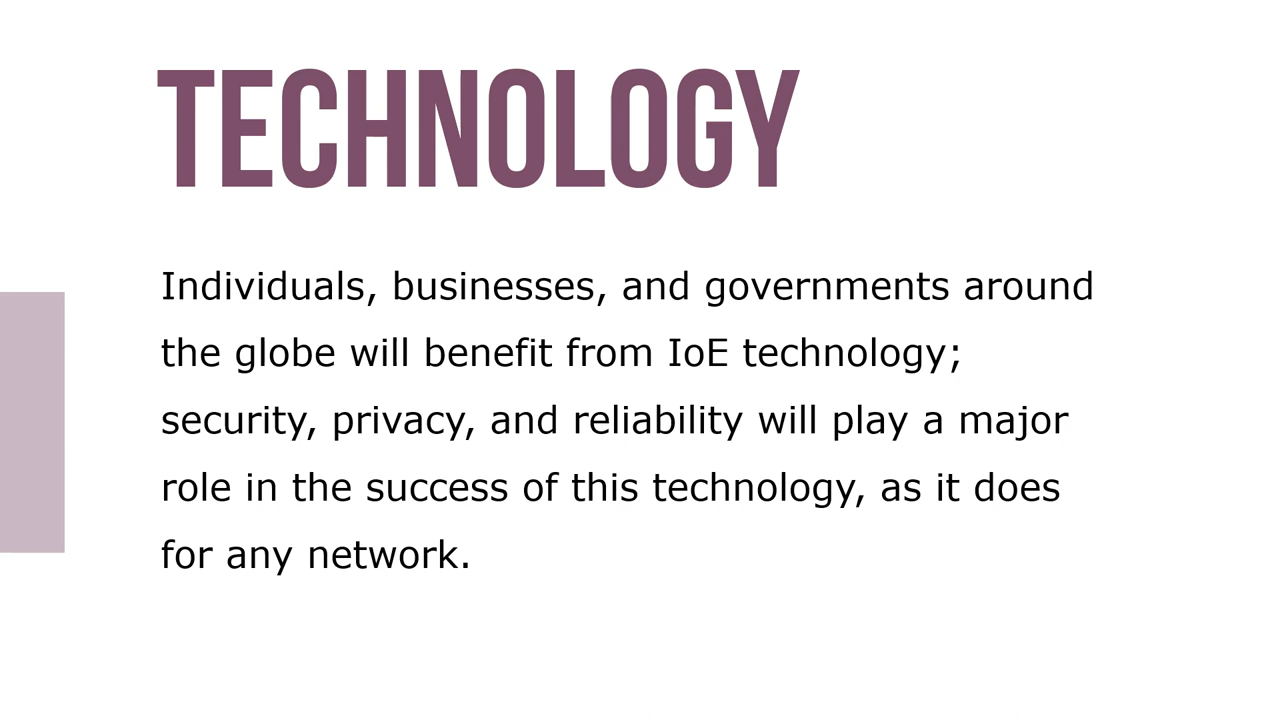 TECHNOLOGY
Individuals, businesses, and governments around
the globe will benefit from IoE technology;
security, privacy, and reliability will play a major
role in the success of this technology, as it does
for any network.